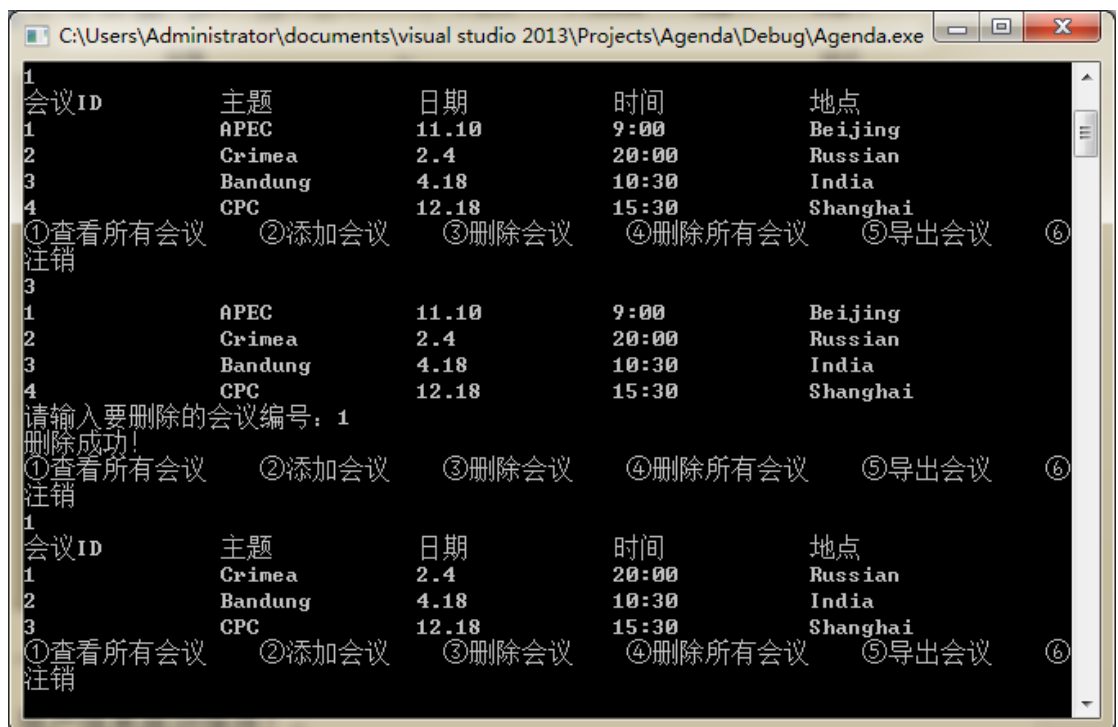 C:\Users\Administrator\documents\visual studio 2013\Projects\Agenda\Debug\Agenda.exe
1
会议ID 主题 日期 时间 地点
1 APEC 11.10 9:00 Beijing
2 Crimea 2.4 20:00 Russian
3 Bandung 4.18 10:30 India
4 CPC 12.18 15:30 Shanghai
①查看所有会议 ②添加会议 ③删除会议 ④删除所有会议 ⑤导出会议 ⑥
注销
3
1 APEC 11.10 9:00 Beijing
2 Crimea 2.4 20:00 Russian
3 Bandung 4.18 10:30 India
4 CPC 12.18 15:30 Shanghai
请输入要删除的会议编号：1
删除成功!
①查看所有会议 ②添加会议 ③删除会议 ④删除所有会议 ⑤导出会议 ⑥
注销
1
会议ID 主题 日期 时间 地点
1 Crimea 2.4 20:00 Russian
2 Bandung 4.18 10:30 India
3 CPC 12.18 15:30 Shanghai
①查看所有会议 ②添加会议 ③删除会议 ④删除所有会议 ⑤导出会议 ⑥
注销